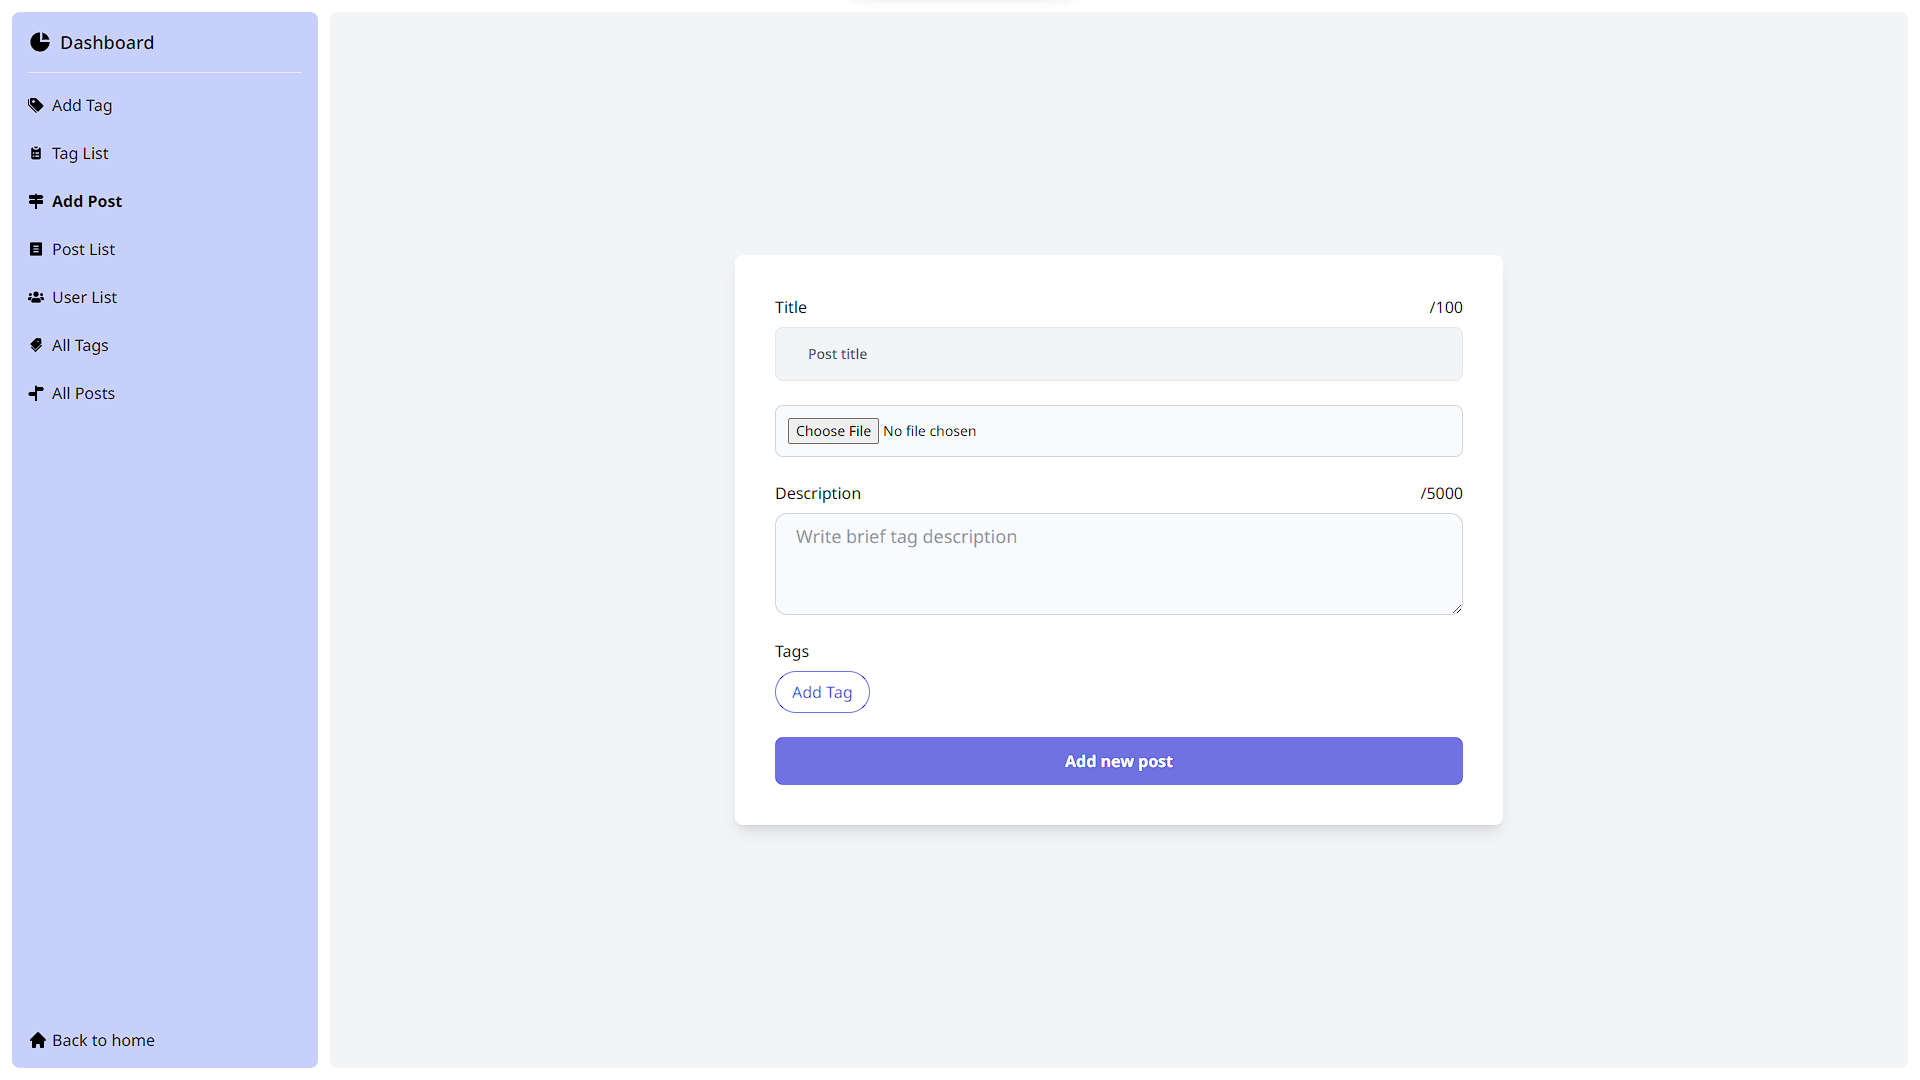 Dashboard
Add Tag
Tag List
Add Post
Post List
User List
All Tags
All Posts
Back to home
Title /100
Post title
Choose File No file chosen
Description /5000
Write brief tag description
Tags
Add Tag
Add new post